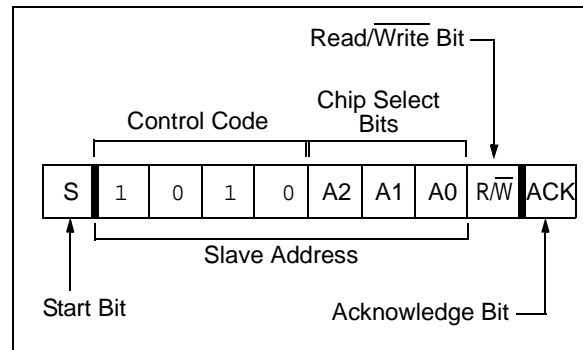 Read/Write Bit
Chip Select
Control Code Bits
S 1 0 1 0 A2 A1 A0 R/W ACK
Slave Address
Start Bit
Acknowledge Bit